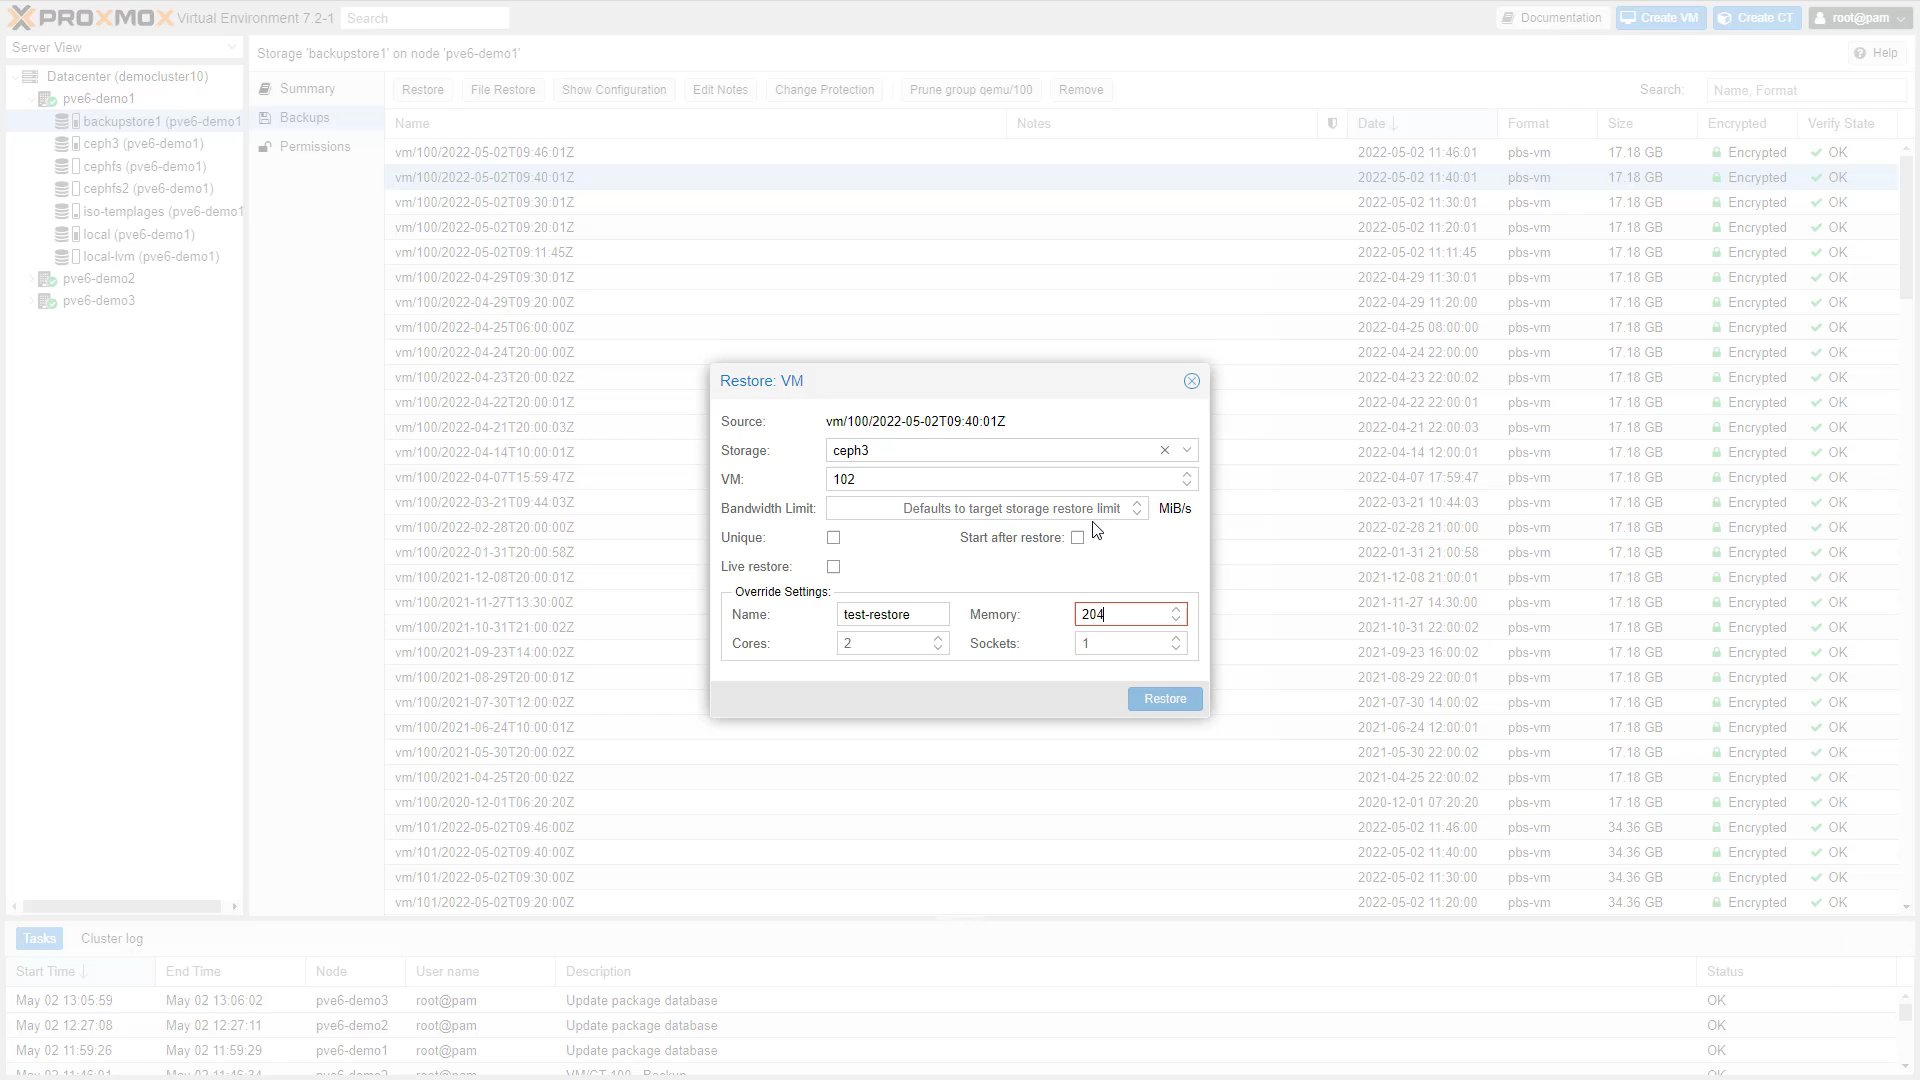 PROXMOX Virtual Environment 7.2-1 Search Documentation Create VM Create CT root@pam
Server View
Storage 'backupstore1' on node 'pve6-demo1' Help
Datacenter (democluster10)
pve6-demo1
backupstore1 (pve6-demo1
ceph3 (pve6-demo1)
cephfs (pve6-demo1)
cephfs2 (pve6-demo1)
iso-templages (pve6-demo1
local (pve6-demo1)
local-lvm (pve6-demo1)
pve6-demo2
pve6-demo3
Summary
Backups
Permissions
Restore File Restore Show Configuration Edit Notes Change Protection Prune group qemu/100 Remove Search: Name, Format
Name Notes Date Format Size Encrypted Verify State
vm/100/2022-05-02T09:46:01Z 2022-05-02 11:46:01 pbs-vm 17.18 GB Encrypted OK
vm/100/2022-05-02T09:40:01Z 2022-05-02 11:40:01 pbs-vm 17.18 GB Encrypted OK
vm/100/2022-05-02T09:30:01Z 2022-05-02 11:30:01 pbs-vm 17.18 GB Encrypted OK
vm/100/2022-05-02T09:20:01Z 2022-05-02 11:20:01 pbs-vm 17.18 GB Encrypted OK
vm/100/2022-05-02T09:11:45Z 2022-05-02 11:11:45 pbs-vm 17.18 GB Encrypted OK
vm/100/2022-04-29T09:30:01Z 2022-04-29 11:30:01 pbs-vm 17.18 GB Encrypted OK
vm/100/2022-04-29T09:20:00Z 2022-04-29 11:20:00 pbs-vm 17.18 GB Encrypted OK
vm/100/2022-04-25T06:00:00Z 2022-04-25 08:00:00 pbs-vm 17.18 GB Encrypted OK
vm/100/2022-04-24T20:00:00Z 2022-04-24 22:00:00 pbs-vm 17.18 GB Encrypted OK
vm/100/2022-04-23T20:00:02Z 2022-04-23 22:00:02 pbs-vm 17.18 GB Encrypted OK
vm/100/2022-04-22T20:00:01Z 2022-04-22 22:00:01 pbs-vm 17.18 GB Encrypted OK
vm/100/2022-04-21T20:00:03Z 2022-04-21 22:00:03 pbs-vm 17.18 GB Encrypted OK
vm/100/2022-04-14T10:00:01Z 2022-04-14 12:00:01 pbs-vm 17.18 GB Encrypted OK
vm/100/2022-04-07T15:59:47Z 2022-04-07 17:59:47 pbs-vm 17.18 GB Encrypted OK
vm/100/2022-03-21T09:44:03Z 2022-03-21 10:44:03 pbs-vm 17.18 GB Encrypted OK
vm/100/2022-02-28T20:00:00Z 2022-02-28 21:00:00 pbs-vm 17.18 GB Encrypted OK
vm/100/2022-01-31T20:00:58Z 2022-01-31 21:00:58 pbs-vm 17.18 GB Encrypted OK
vm/100/2021-12-08T20:00:01Z 2021-12-08 21:00:01 pbs-vm 17.18 GB Encrypted OK
vm/100/2021-11-27T13:30:00Z 2021-11-27 14:30:00 pbs-vm 17.18 GB Encrypted OK
vm/100/2021-10-31T21:00:02Z 2021-10-31 22:00:02 pbs-vm 17.18 GB Encrypted OK
vm/100/2021-09-23T14:00:02Z 2021-09-23 16:00:02 pbs-vm 17.18 GB Encrypted OK
vm/100/2021-08-29T20:00:01Z 2021-08-29 22:00:01 pbs-vm 17.18 GB Encrypted OK
vm/100/2021-07-30T12:00:02Z 2021-07-30 14:00:02 pbs-vm 17.18 GB Encrypted OK
vm/100/2021-06-24T10:00:01Z 2021-06-24 12:00:01 pbs-vm 17.18 GB Encrypted OK
vm/100/2021-05-30T20:00:02Z 2021-05-30 22:00:02 pbs-vm 17.18 GB Encrypted OK
vm/100/2021-04-25T20:00:02Z 2021-04-25 22:00:02 pbs-vm 17.18 GB Encrypted OK
vm/100/2020-12-01T06:20:20Z 2020-12-01 07:20:20 pbs-vm 17.18 GB Encrypted OK
vm/101/2022-05-02T09:46:00Z 2022-05-02 11:46:00 pbs-vm 34.36 GB Encrypted OK
vm/101/2022-05-02T09:40:00Z 2022-05-02 11:40:00 pbs-vm 34.36 GB Encrypted OK
vm/101/2022-05-02T09:30:00Z 2022-05-02 11:30:00 pbs-vm 34.36 GB Encrypted OK
vm/101/2022-05-02T09:20:00Z 2022-05-02 11:20:00 pbs-vm 34.36 GB Encrypted OK
Restore: VM
Source: vm/100/2022-05-02T09:40:01Z
Storage: ceph3
VM: 102
Bandwidth Limit: Defaults to target storage restore limit MiB/s
Unique: Start after restore:
Live restore:
Override Settings:
Name: test-restore Memory: 204
Cores: 2 Sockets: 1
Restore
Tasks Cluster log
Start Time End Time Node User name Description Status
May 02 13:05:59 May 02 13:06:02 pve6-demo3 root@pam Update package database OK
May 02 12:27:08 May 02 12:27:11 pve6-demo2 root@pam Update package database OK
May 02 11:59:26 May 02 11:59:29 pve6-demo1 root@pam Update package database OK
May 02 11:46:01 May 02 11:46:34 pve6-demo2 root@pam VM/CT 100 - Backup OK